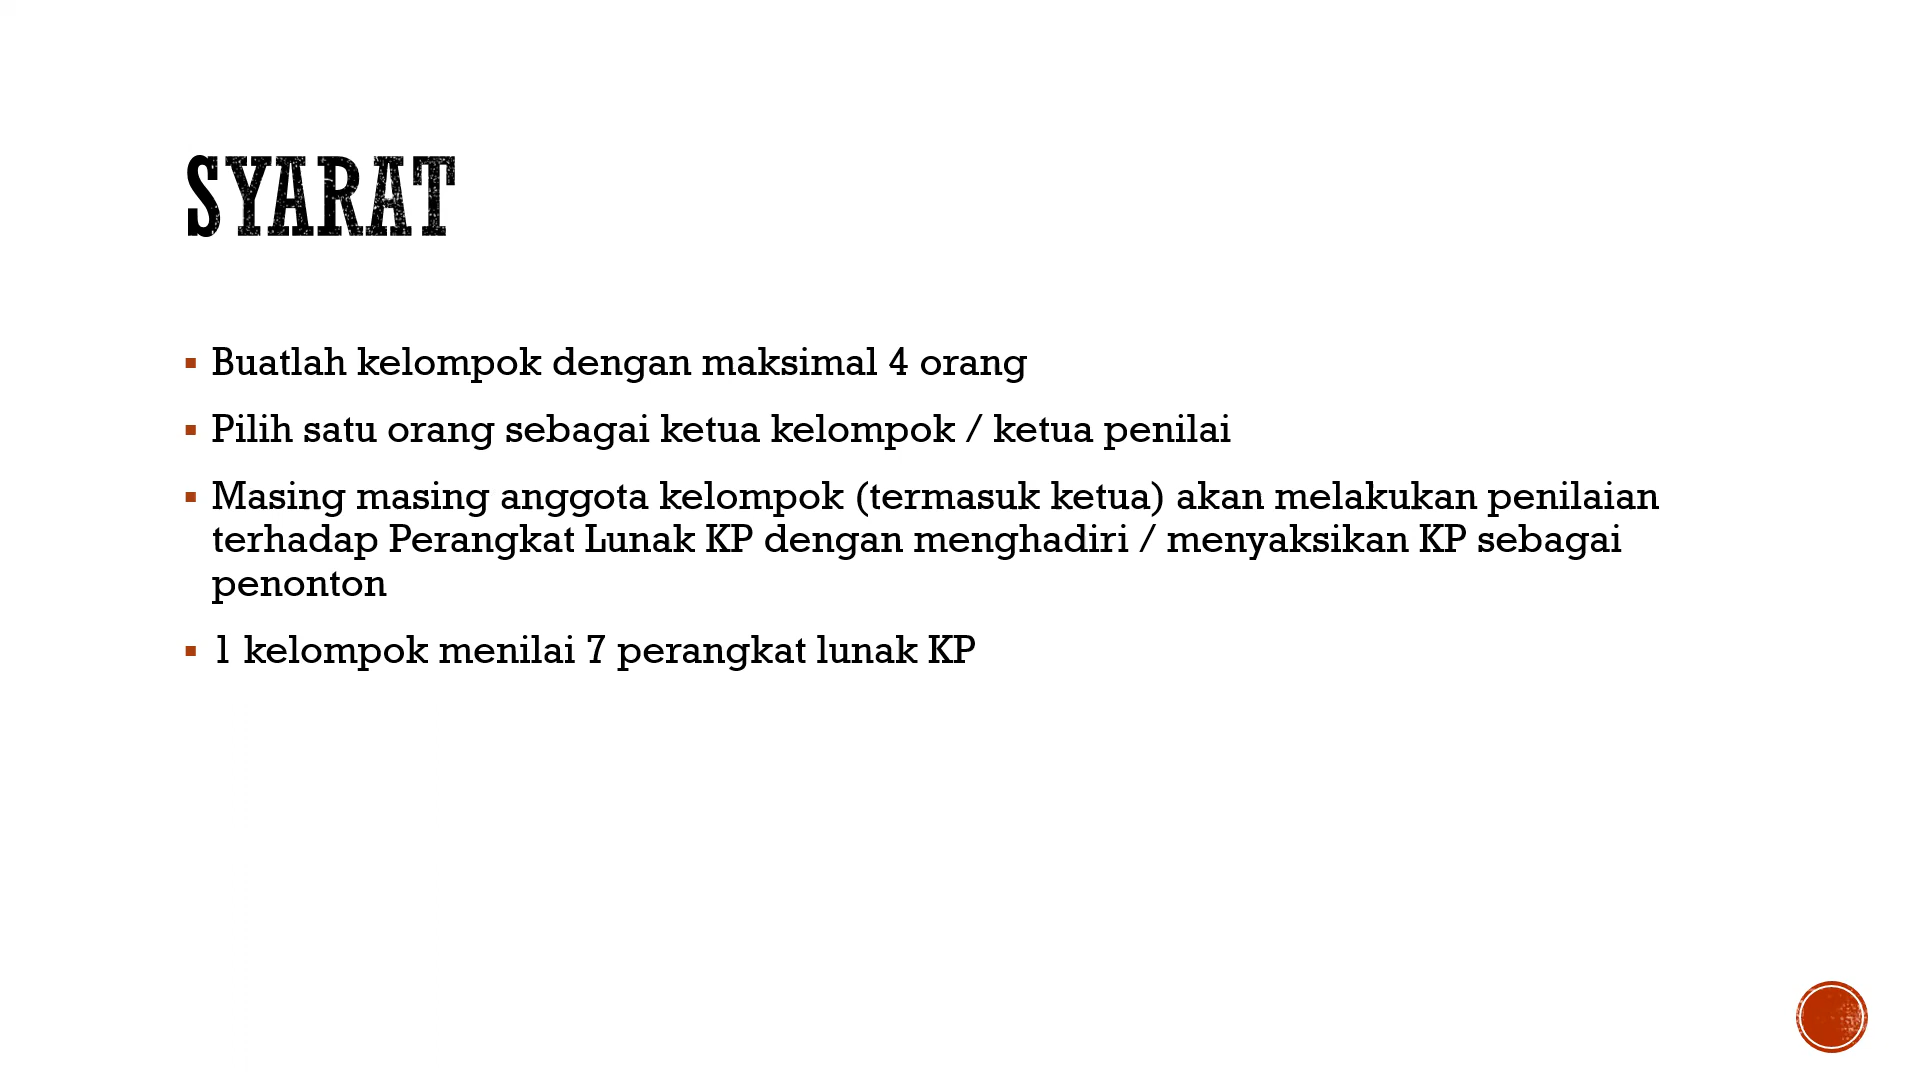 SYARAT
▪ Buatlah kelompok dengan maksimal 4 orang
▪ Pilih satu orang sebagai ketua kelompok / ketua penilai
▪ Masing masing anggota kelompok (termasuk ketua) akan melakukan penilaian
terhadap Perangkat Lunak KP dengan menghadiri / menyaksikan KP sebagai
penonton
▪ 1 kelompok menilai 7 perangkat lunak KP